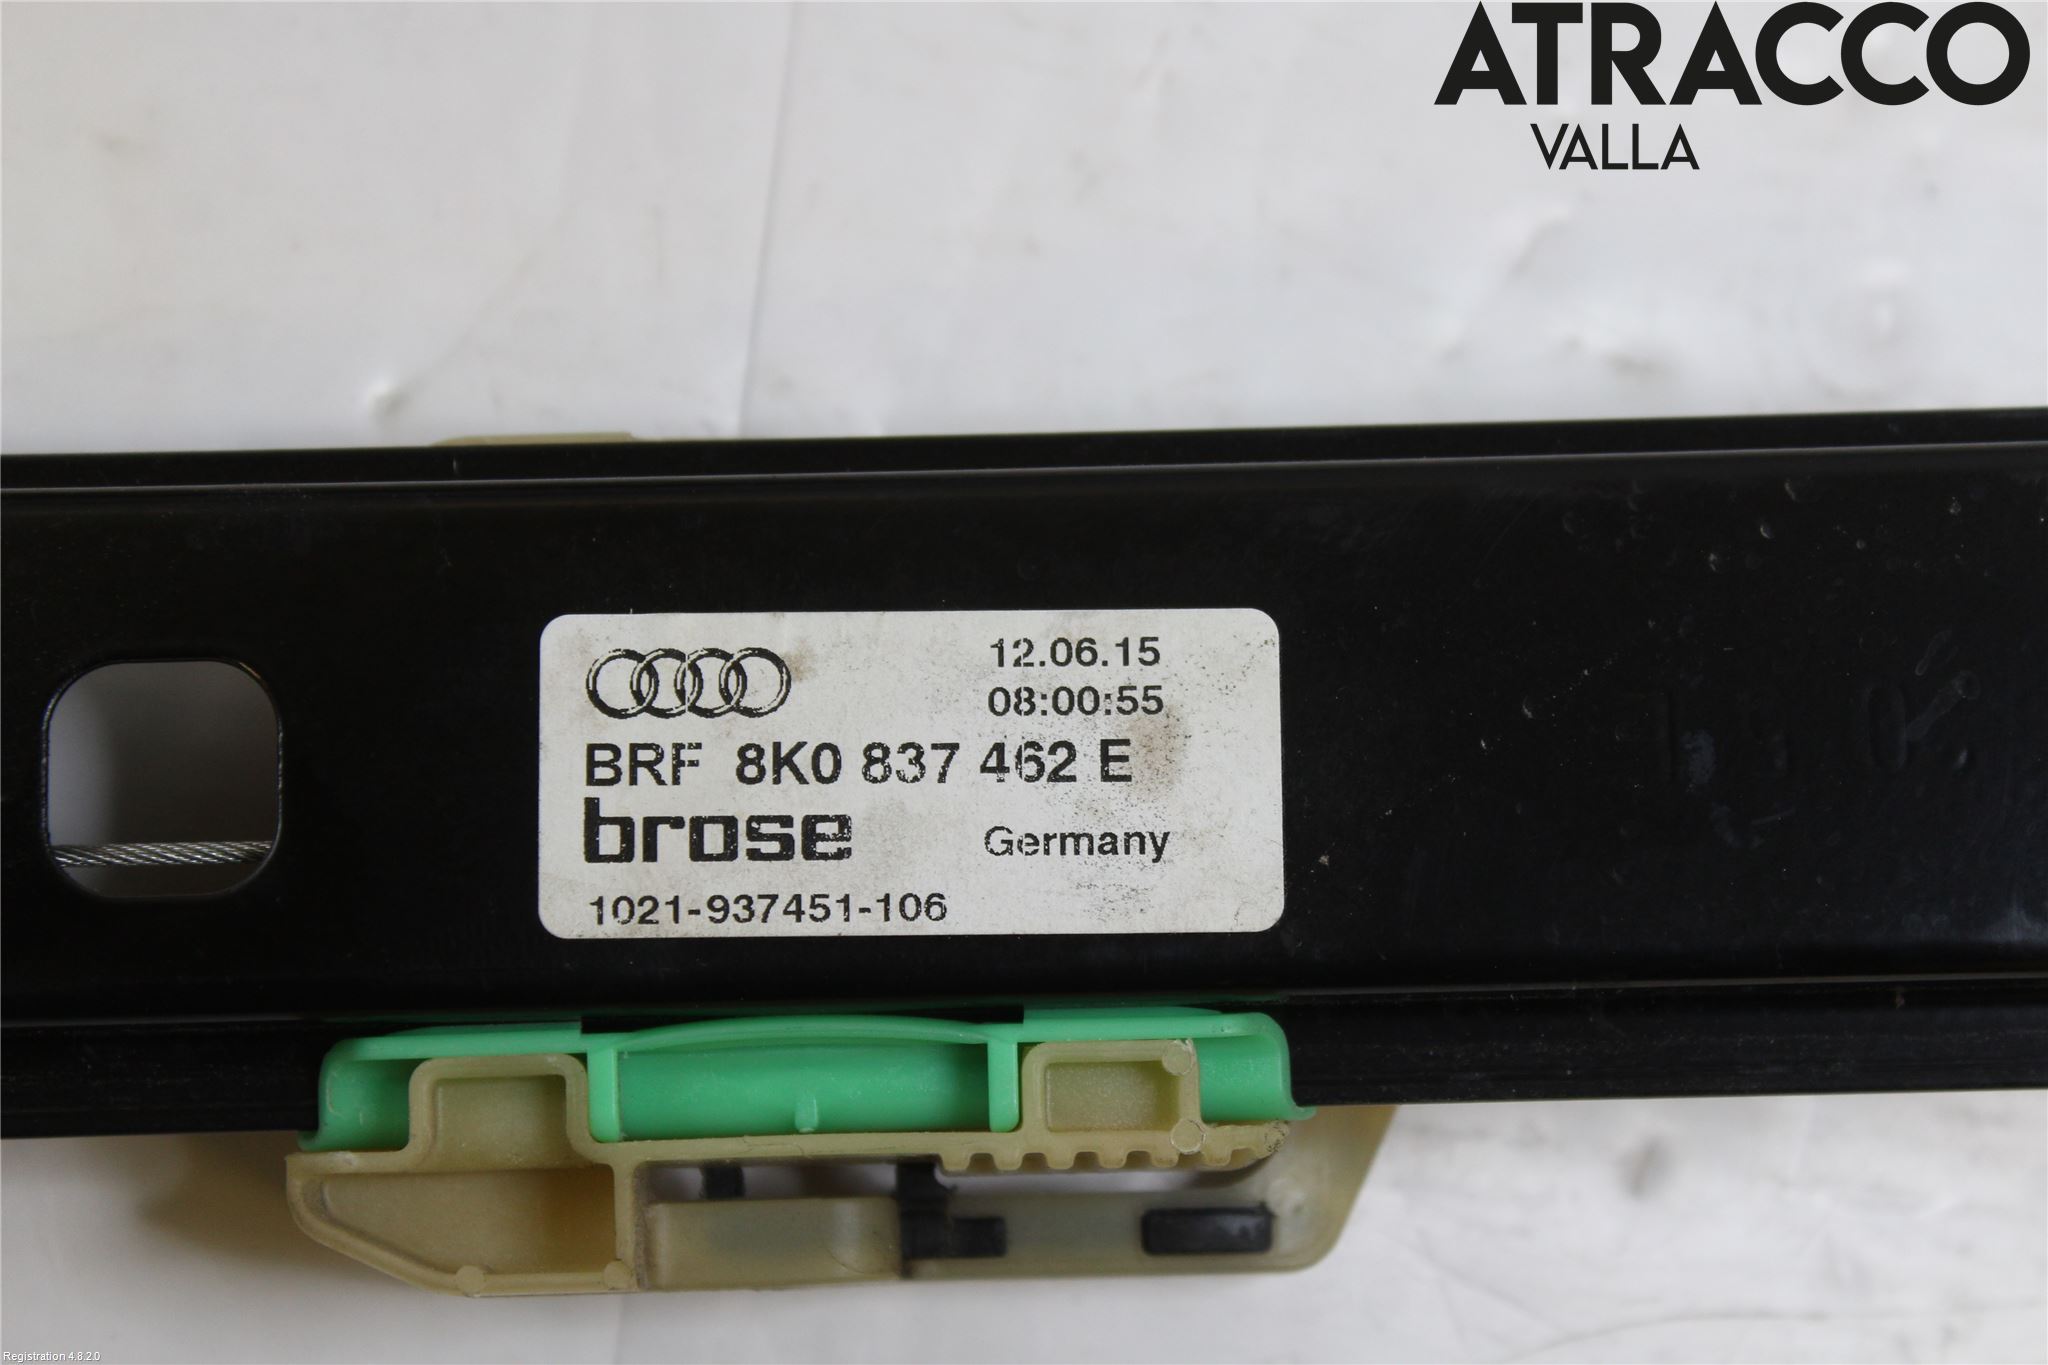 ATRACCO
VALLA
12.06.15
08:00:55
BRF 8K0 837 462 E
brose Germany
1021-937451-106
Registration 4.8.2.0